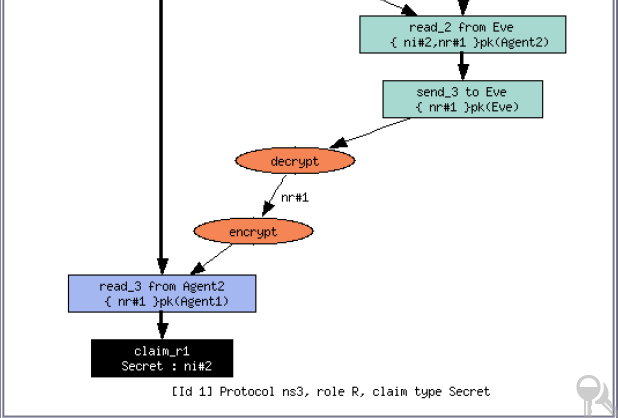 read_2 from Eve
{ ni#2,nr#1 }pk(Agent2)
send_3 to Eve
{ nr#1 }pk(Eve)
decrypt
nr#1
encrypt
read_3 from Agent2
{ nr#1 }pk(Agent1)
claim_r1
Secret : ni#2
[Id 1] Protocol ns3, role R, claim type Secret